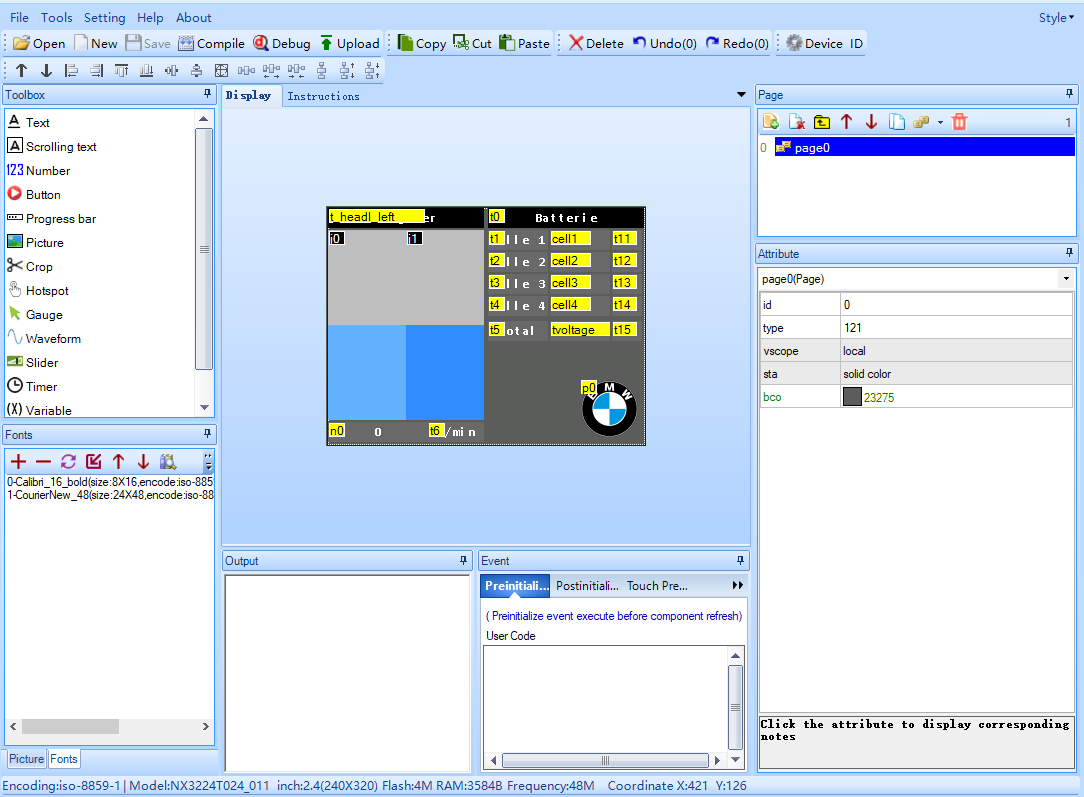 File Tools Setting Help About Style
Open New Save Compile Debug Upload Copy Cut Paste Delete Undo(0) Redo(0) Device ID
Toolbox
Text
Scrolling text
Number
Button
Progress bar
Picture
Crop
Hotspot
Gauge
Waveform
Slider
Timer
Variable
Fonts
0-Calibri_16_bold(size:8X16,encode:iso-885
1-CourierNew_48(size:24X48,encode:iso-88
Picture Fonts
Display Instructions
t_headl_left er t0 Batterie
j0 j1 t1 lle 1 cell1 t11
t2 lle 2 cell2 t12
t3 lle 3 cell3 t13
t4 lle 4 cell4 t14
t5 otal tvoltage t15
p0 B M W
n0 0 t6 /min
Output
Event
Preinitiali... Postinitiali... Touch Pre...
( Preinitialize event execute before component refresh)
User Code
Page
1
0 page0
Attribute
page0(Page)
id 0
type 121
vscope local
sta solid color
bco 23275
Click the attribute to display corresponding
notes
Encoding:iso-8859-1 | Model:NX3224T024_011 inch:2.4(240X320) Flash:4M RAM:3584B Frequency:48M Coordinate X:421 Y:126